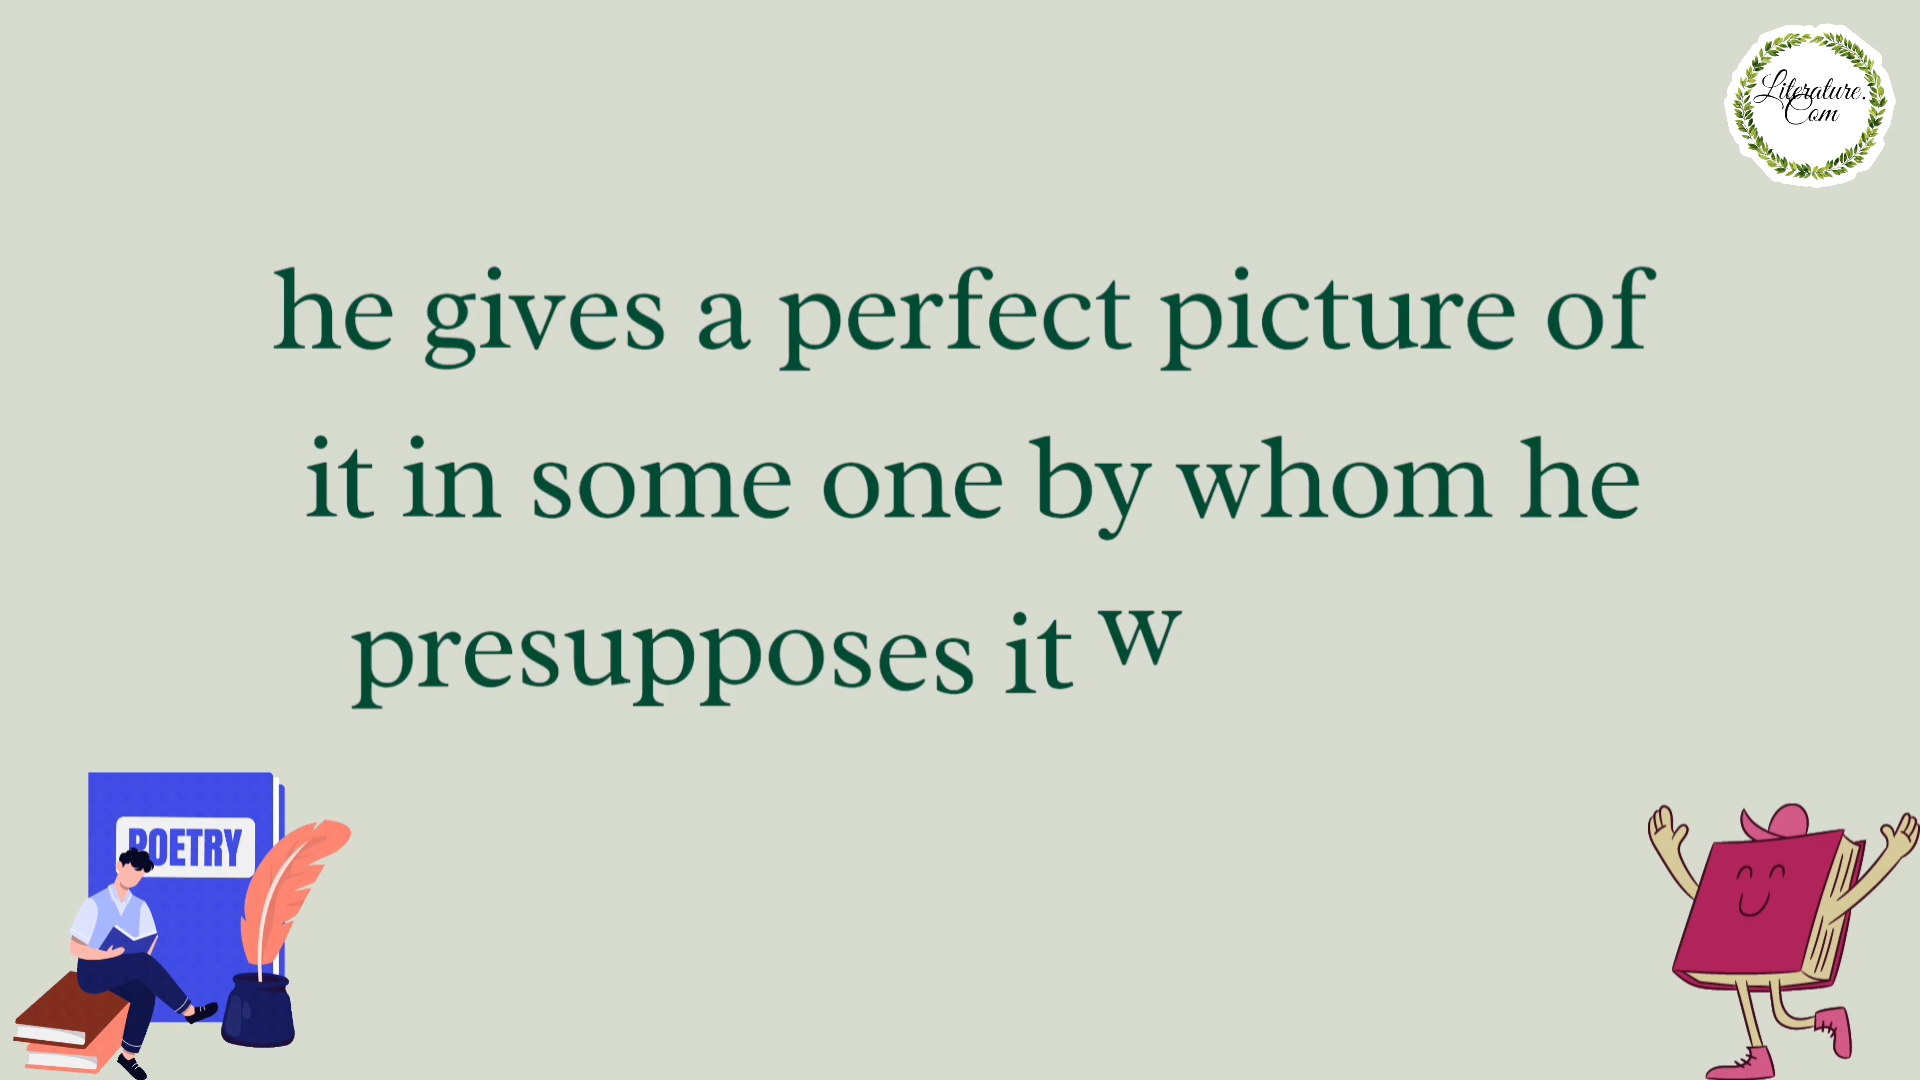 Literature.
Com
he gives a perfect picture of
it in some one by whom he
presupposes it w
POETRY